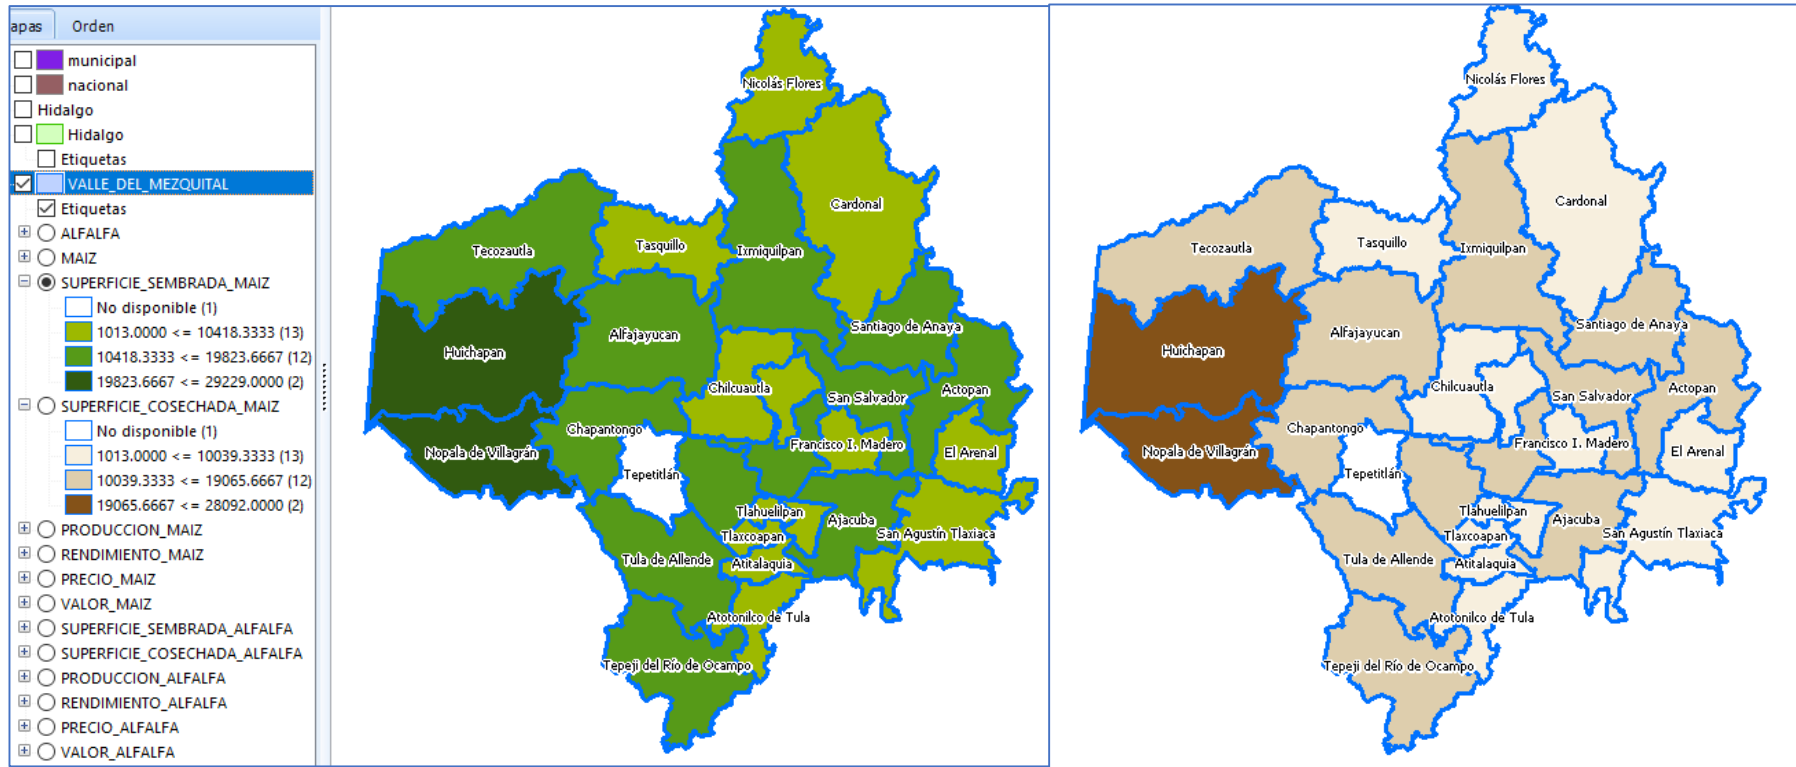 apas Orden
municipal
nacional
Hidalgo
Hidalgo
Etiquetas
VALLE_DEL_MEZQUITAL
Etiquetas
ALFALFA
MAIZ
SUPERFICIE_SEMBRADA_MAIZ
No disponible (1)
1013.0000 <= 10418.3333 (13)
10418.3333 <= 19823.6667 (12)
19823.6667 <= 29229.0000 (2)
SUPERFICIE_COSECHADA_MAIZ
No disponible (1)
1013.0000 <= 10039.3333 (13)
10039.3333 <= 19065.6667 (12)
19065.6667 <= 28092.0000 (2)
PRODUCCION_MAIZ
RENDIMIENTO_MAIZ
PRECIO_MAIZ
VALOR_MAIZ
SUPERFICIE_SEMBRADA_ALFALFA
SUPERFICIE_COSECHADA_ALFALFA
PRODUCCION_ALFALFA
RENDIMIENTO_ALFALFA
PRECIO_ALFALFA
VALOR_ALFALFA
Nicolás Flores
Cardonal
Tecozautla
Tasquillo
Ixmiquilpan
Santiago de Anaya
Alfajayucan
Huichapan
Chilcuautla
San Salvador
Actopan
Chapantongo
Francisco I. Madero
Nopala de Villagrán
El Arenal
Tepetitlán
Tlahuelilpan
Ajacuba
Tlaxcoapan
San Agustín Tlaxiaca
Tula de Allende
Atitalaquia
Atotonilco de Tula
Tepeji del Río de Ocampo
Nicolás Flores
Cardonal
Tecozautla
Tasquillo
Ixmiquilpan
Santiago de Anaya
Alfajayucan
Huichapan
Chilcuautla
San Salvador
Actopan
Chapantongo
Francisco I. Madero
Nopala de Villagrán
El Arenal
Tepetitlán
Tlahuelilpan
Ajacuba
Tlaxcoapan
San Agustín Tlaxiaca
Tula de Allende
Atitalaquia
Atotonilco de Tula
Tepeji del Río de Ocampo